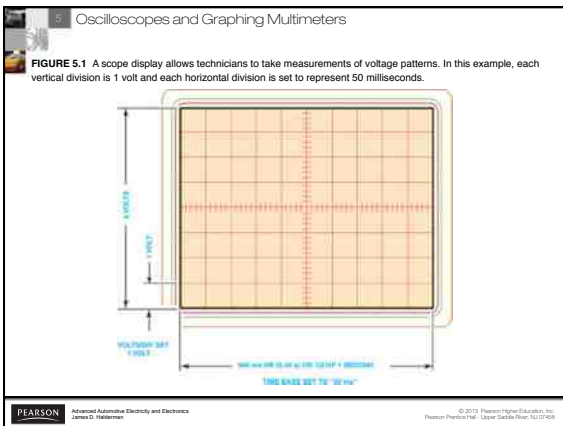 5 Oscilloscopes and Graphing Multimeters
FIGURE 5.1 A scope display allows technicians to take measurements of voltage patterns. In this example, each
vertical division is 1 volt and each horizontal division is set to represent 50 milliseconds.
8 VOLTS
1 VOLT
VOLTS/DIV SET
1 VOLT
TIME BASE SET TO
PEARSON
Advanced Automotive Electricity and Electronics
James D. Halderman
© 2013 Pearson Higher Education, Inc.
Pearson Prentice Hall - Upper Saddle River, NJ 07458